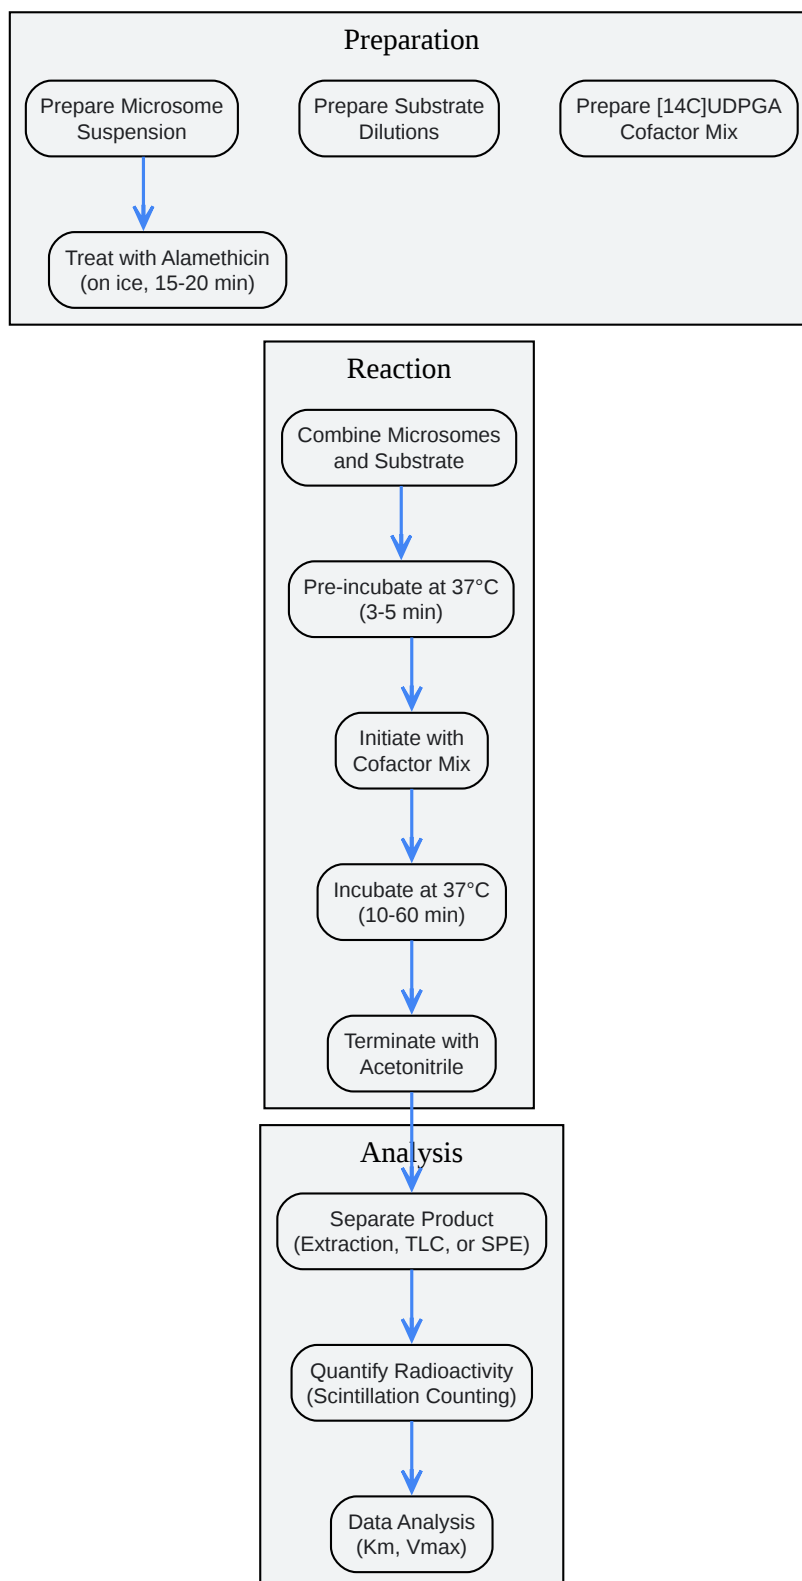 Preparation
Prepare Microsome
Suspension
Prepare Substrate
Dilutions
Prepare [14C]UDPGA
Cofactor Mix
Treat with Alamethicin
(on ice, 15-20 min)
Reaction
Combine Microsomes
and Substrate
Pre-incubate at 37°C
(3-5 min)
Initiate with
Cofactor Mix
Incubate at 37°C
(10-60 min)
Terminate with
Acetonitrile
Analysis
Separate Product
(Extraction, TLC, or SPE)
Quantify Radioactivity
(Scintillation Counting)
Data Analysis
(Km, Vmax)